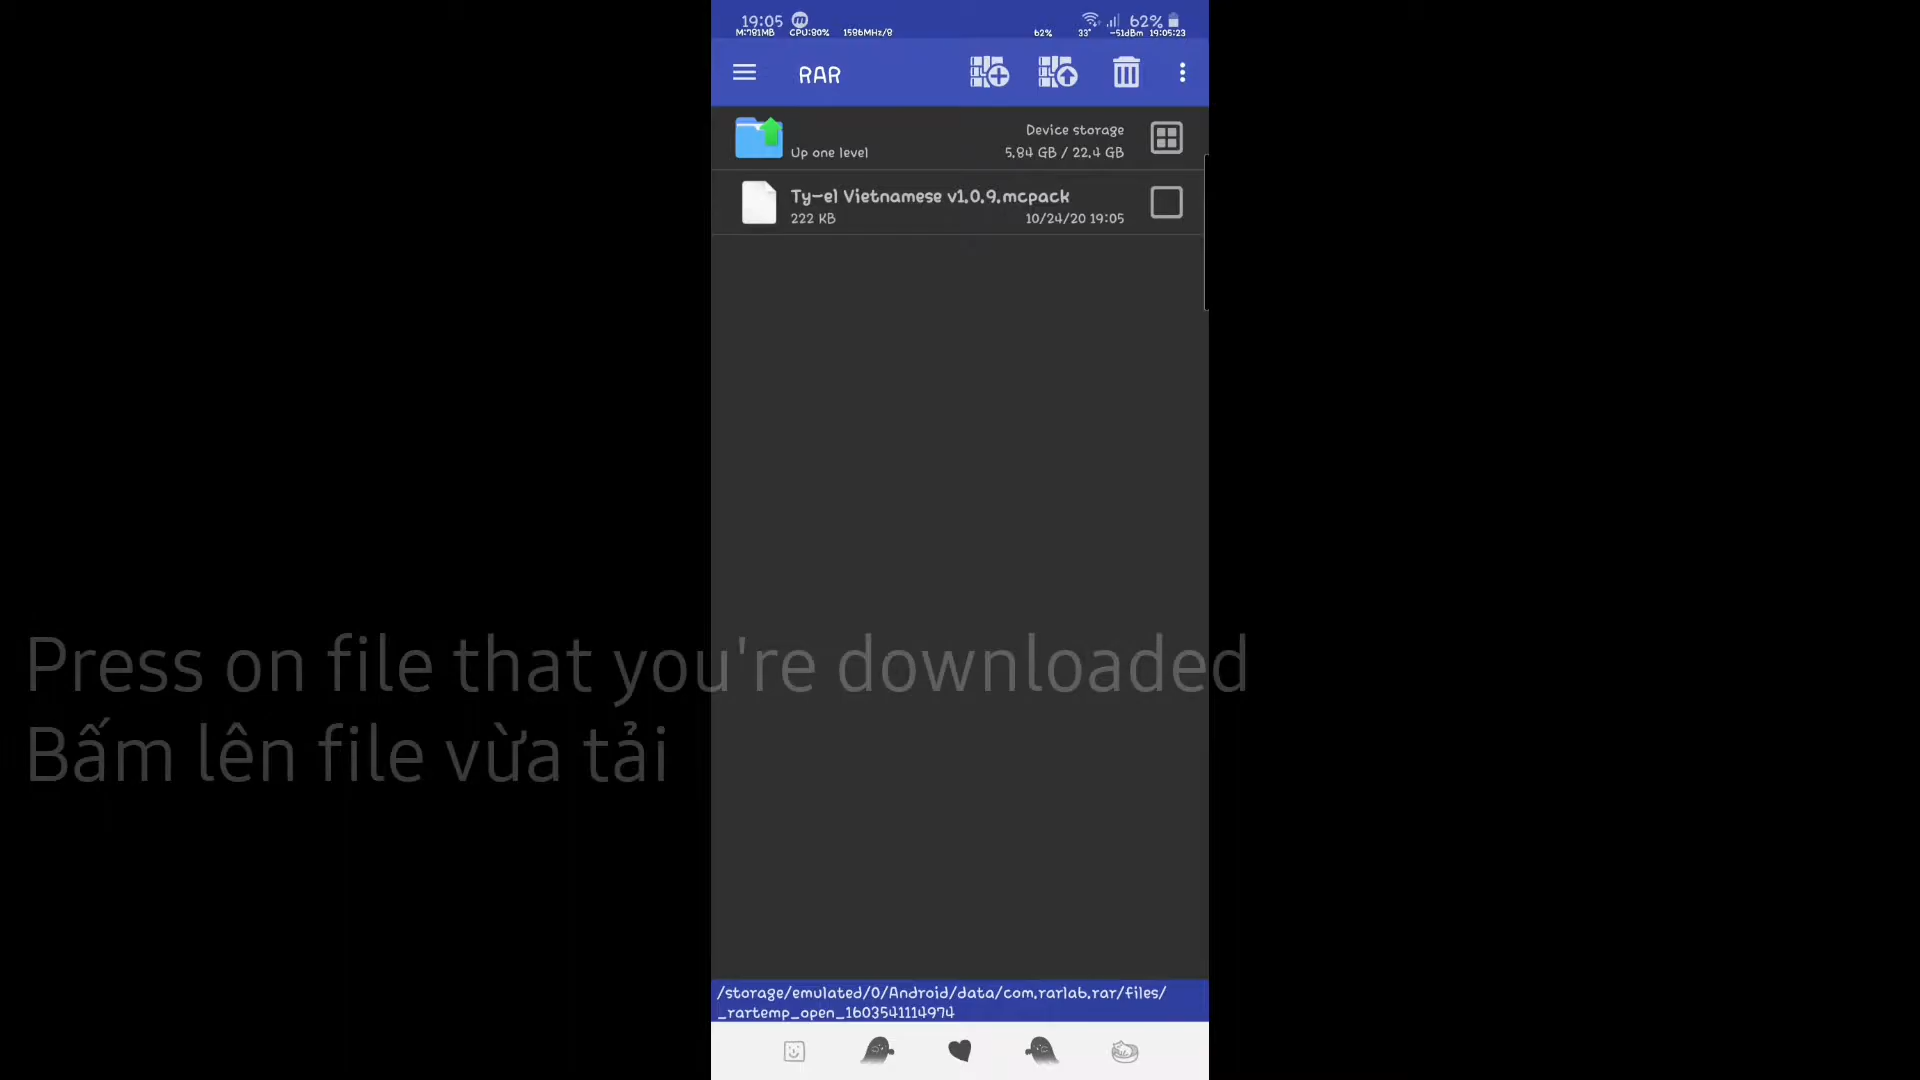 19:05 62%
M:781MB CPU:80% 1586MHz/8 62% 33° -51dBm 19:05:23
RAR
Device storage
Up one level 5.84 GB / 22.4 GB
Ty-el Vietnamese v1.0.9.mcpack
222 KB 10/24/20 19:05
Press on file that you're downloaded
Bấm lên file vừa tải
/storage/emulated/0/Android/data/com.rarlab.rar/files/
_rartemp_open_1603541114974